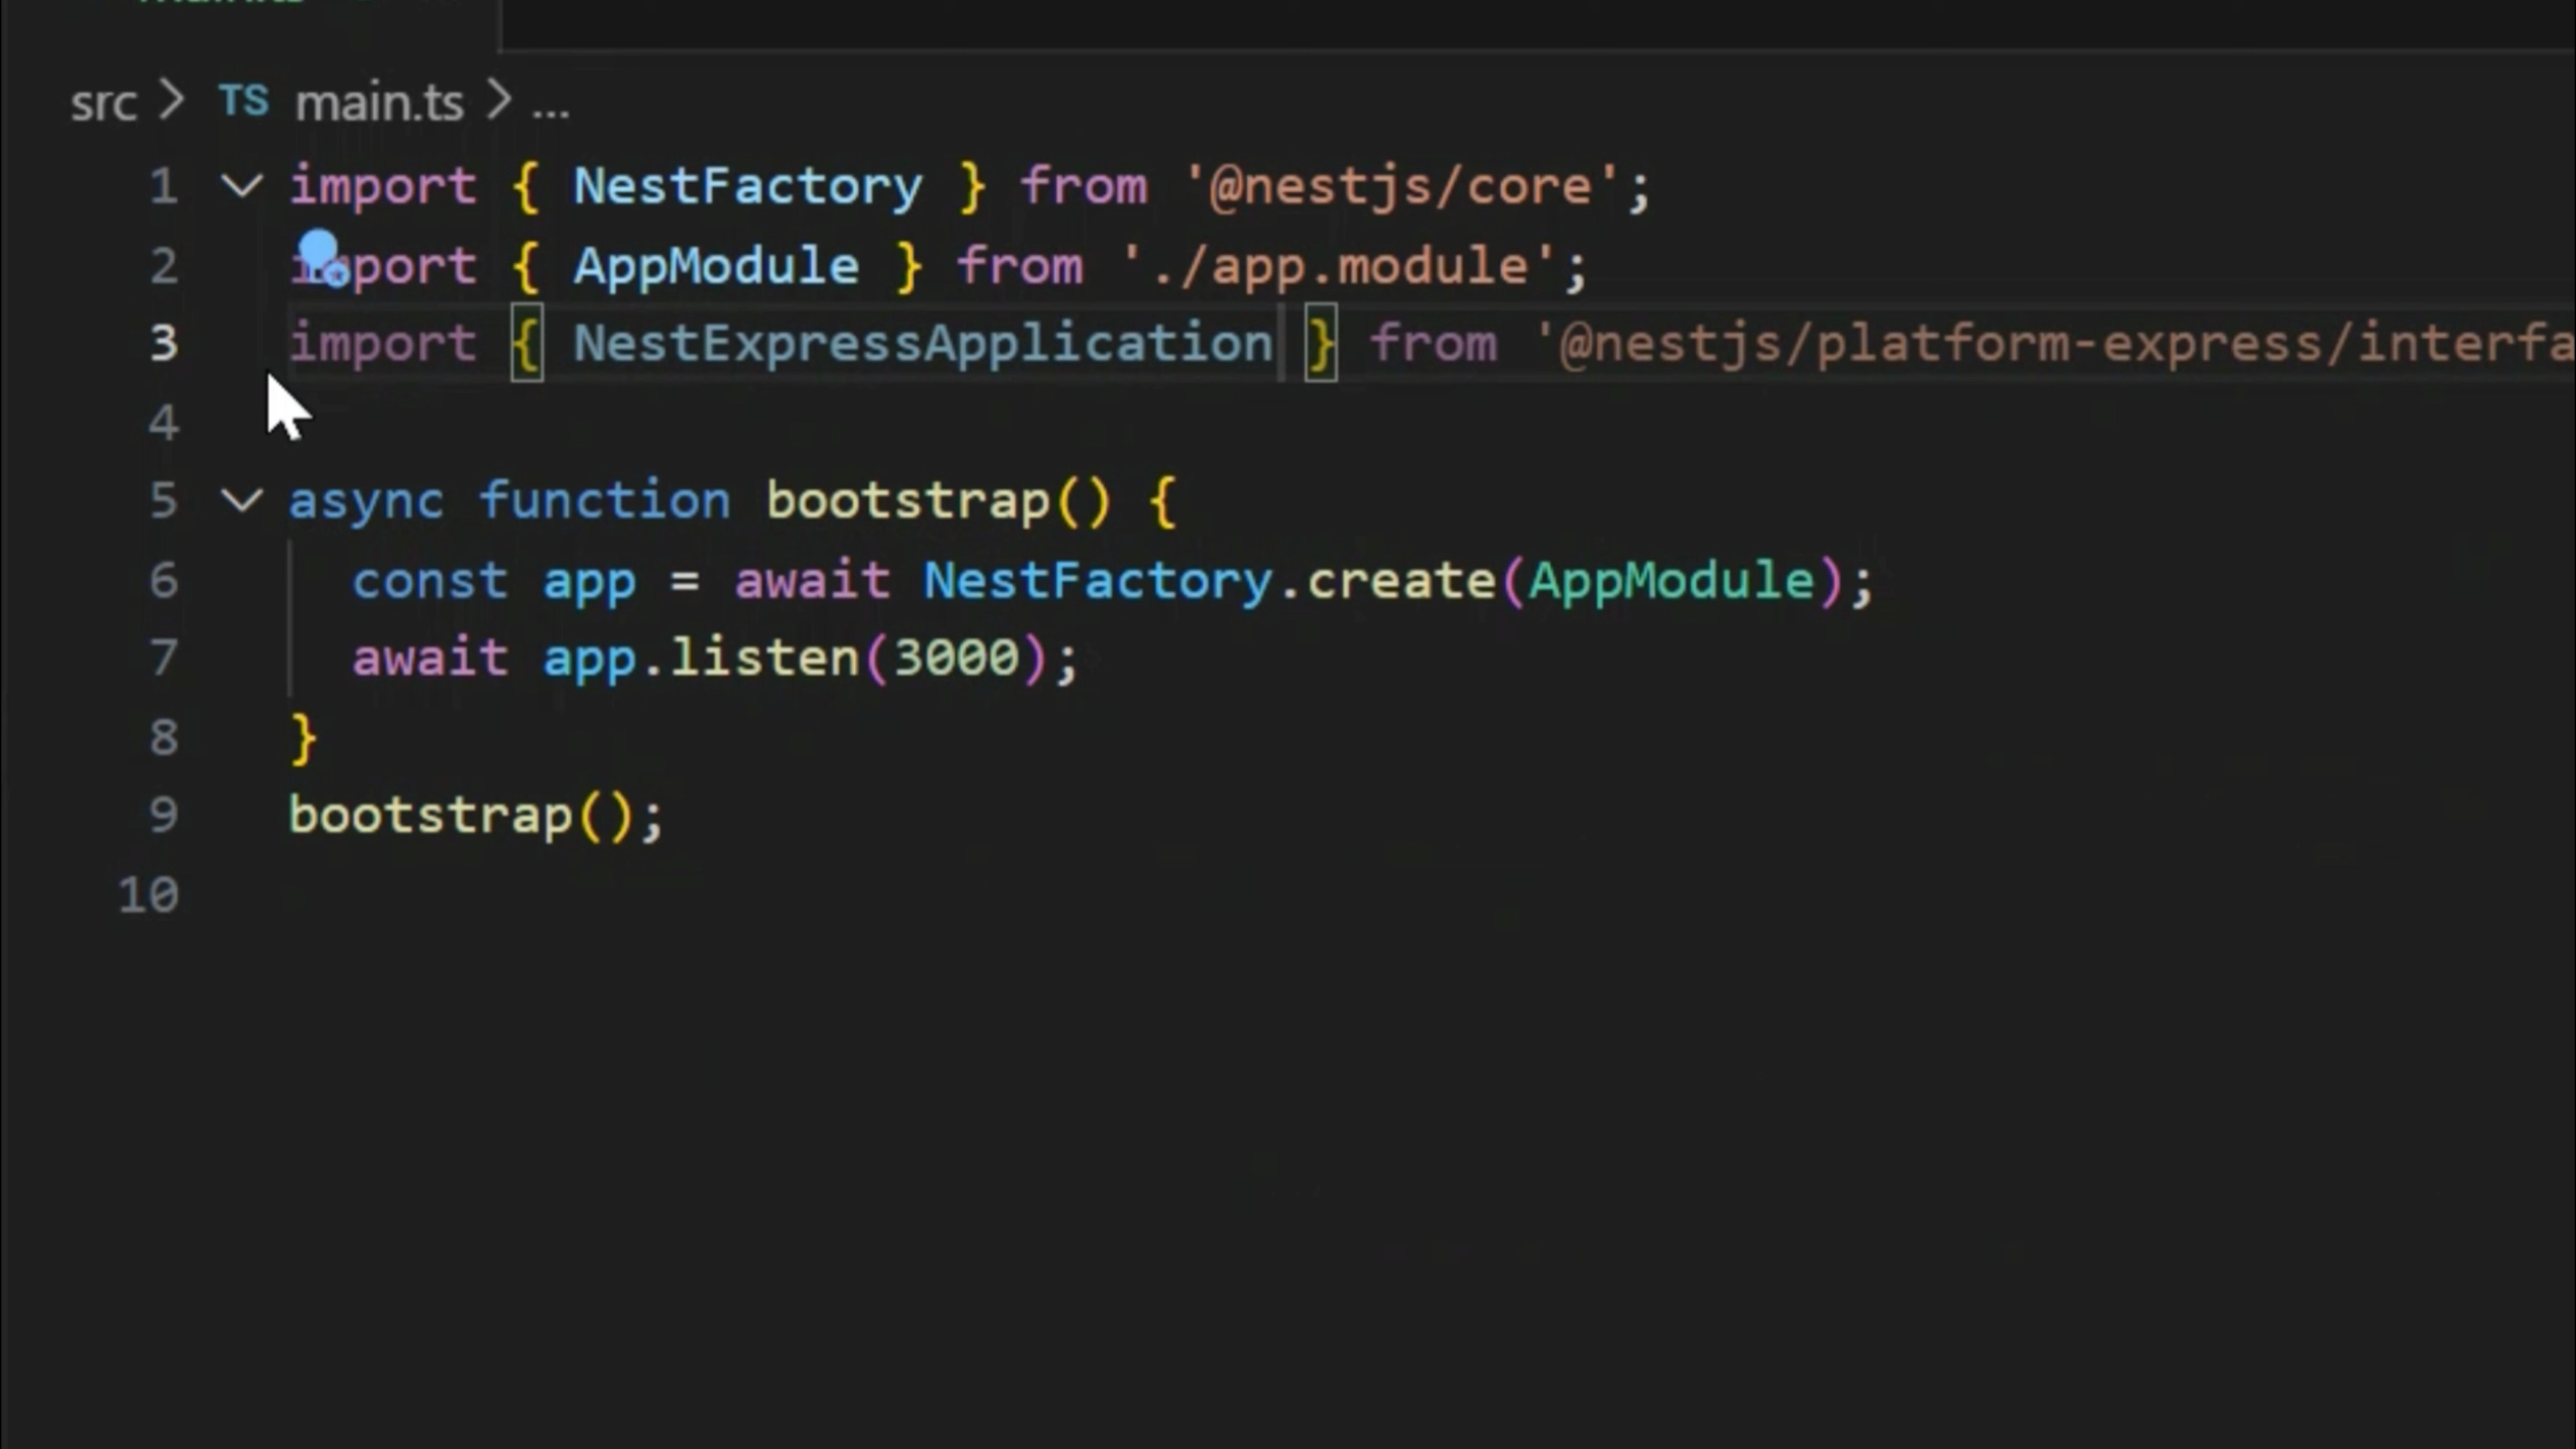 src > TS main.ts > ...
1 import { NestFactory } from '@nestjs/core';
2 import { AppModule } from './app.module';
3 import { NestExpressApplication } from '@nestjs/platform-express/interfa
4
5 async function bootstrap() {
6 const app = await NestFactory.create(AppModule);
7 await app.listen(3000);
8 }
9 bootstrap();
10